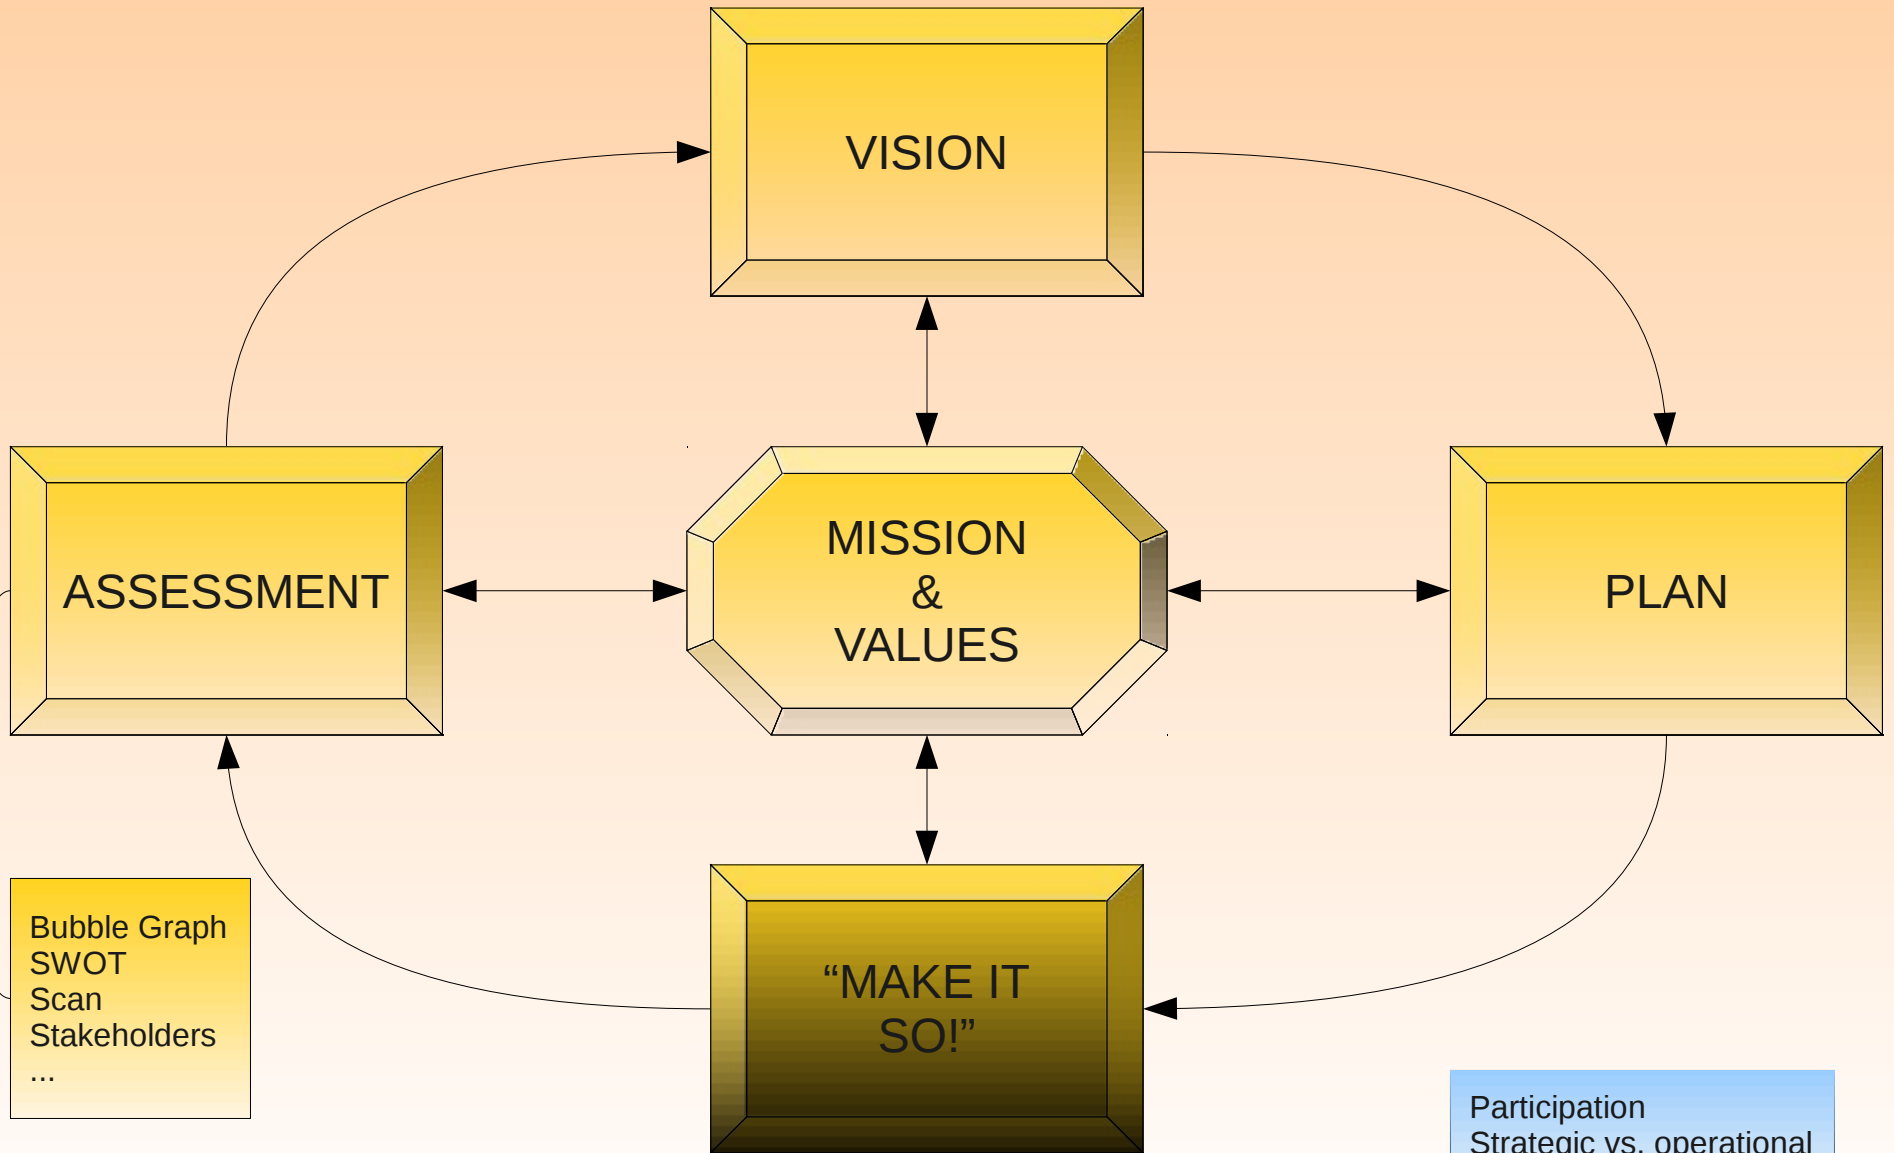 VISION
ASSESSMENT
MISSION
&
VALUES
PLAN
“MAKE IT
SO!”
Bubble Graph
SWOT
Scan
Stakeholders
...
Participation
Strategic vs. operational